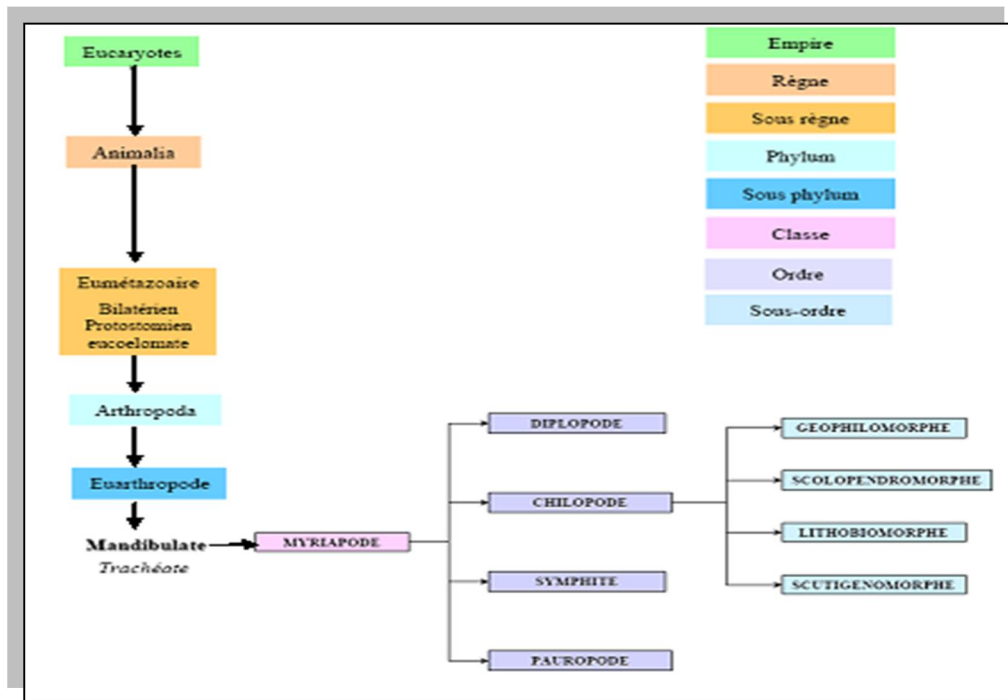 Eucaryotes
Animalia
Eumétazoaire
Bilatérien
Protostomien
eucoelomate
Arthropoda
Euarthropode
Mandibulate
Trachéate
MYRIAPODE
DIPLOPODE
CHILOPODE
SYMPHITE
PAUROPODE
GEOPHILOMORPHE
SCOLOPENDROMORPHE
LITHOBIOMORPHE
SCUTIGENOMORPHE
Empire
Règne
Sous règne
Phylum
Sous phylum
Classe
Ordre
Sous-ordre